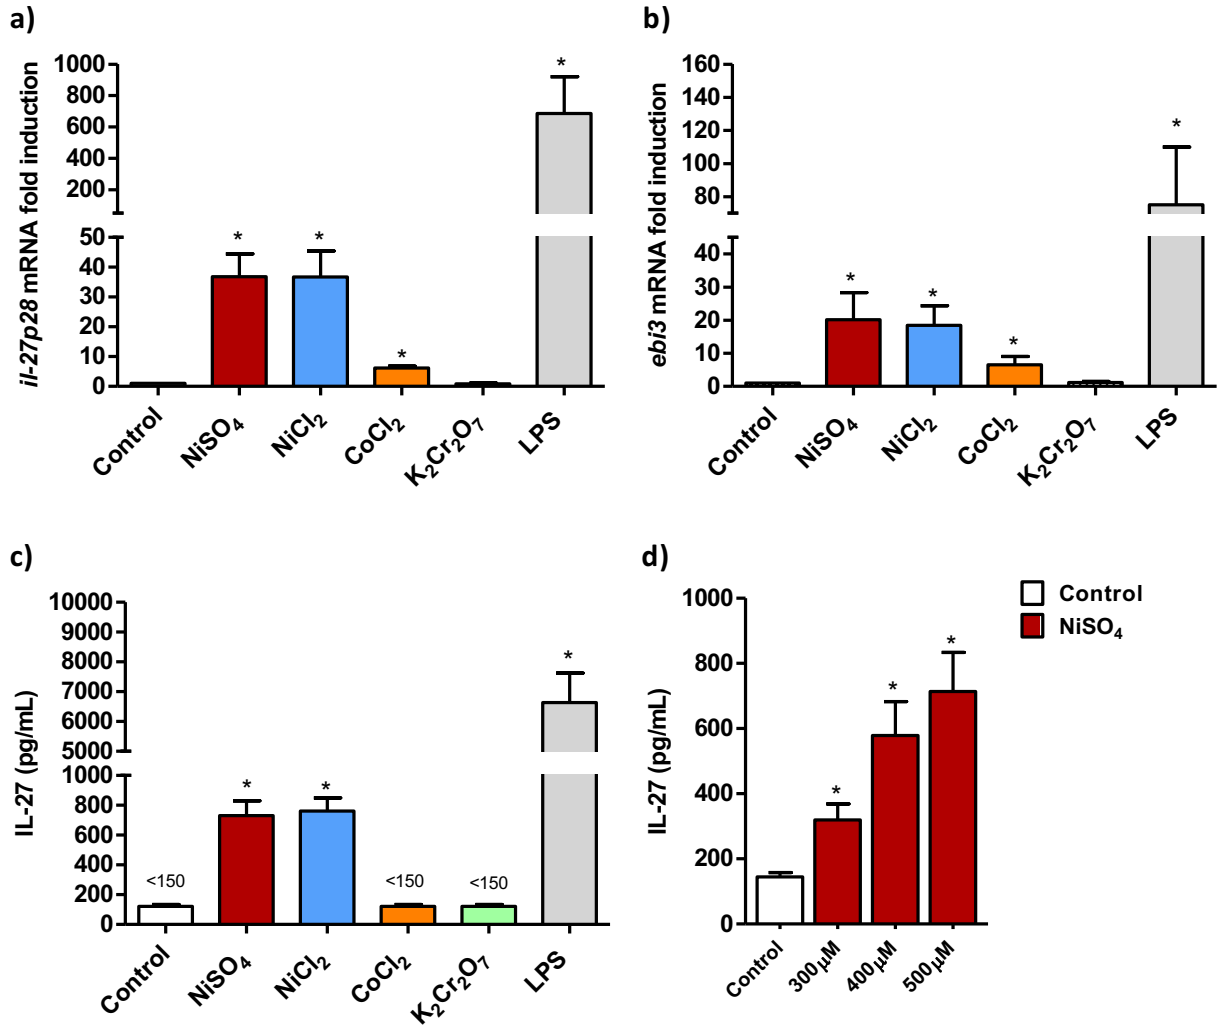 a)
il-27p28 mRNA fold induction
1000
800
600
400
200
50
40
30
20
10
0
*
*
*
*
Control
NiSO₄
NiCl₂
CoCl₂
K₂Cr₂O₇
LPS
b)
ebi3 mRNA fold induction
160
140
120
100
80
40
30
20
10
0
*
*
*
*
Control
NiSO₄
NiCl₂
CoCl₂
K₂Cr₂O₇
LPS
c)
IL-27 (pg/mL)
10000
9000
8000
7000
6000
5000
1000
800
600
400
200
0
<150
*
*
<150
<150
*
Control
NiSO₄
NiCl₂
CoCl₂
K₂Cr₂O₇
LPS
d)
Control
NiSO₄
IL-27 (pg/mL)
1000
800
600
400
200
0
*
*
*
Control
300µM
400µM
500µM